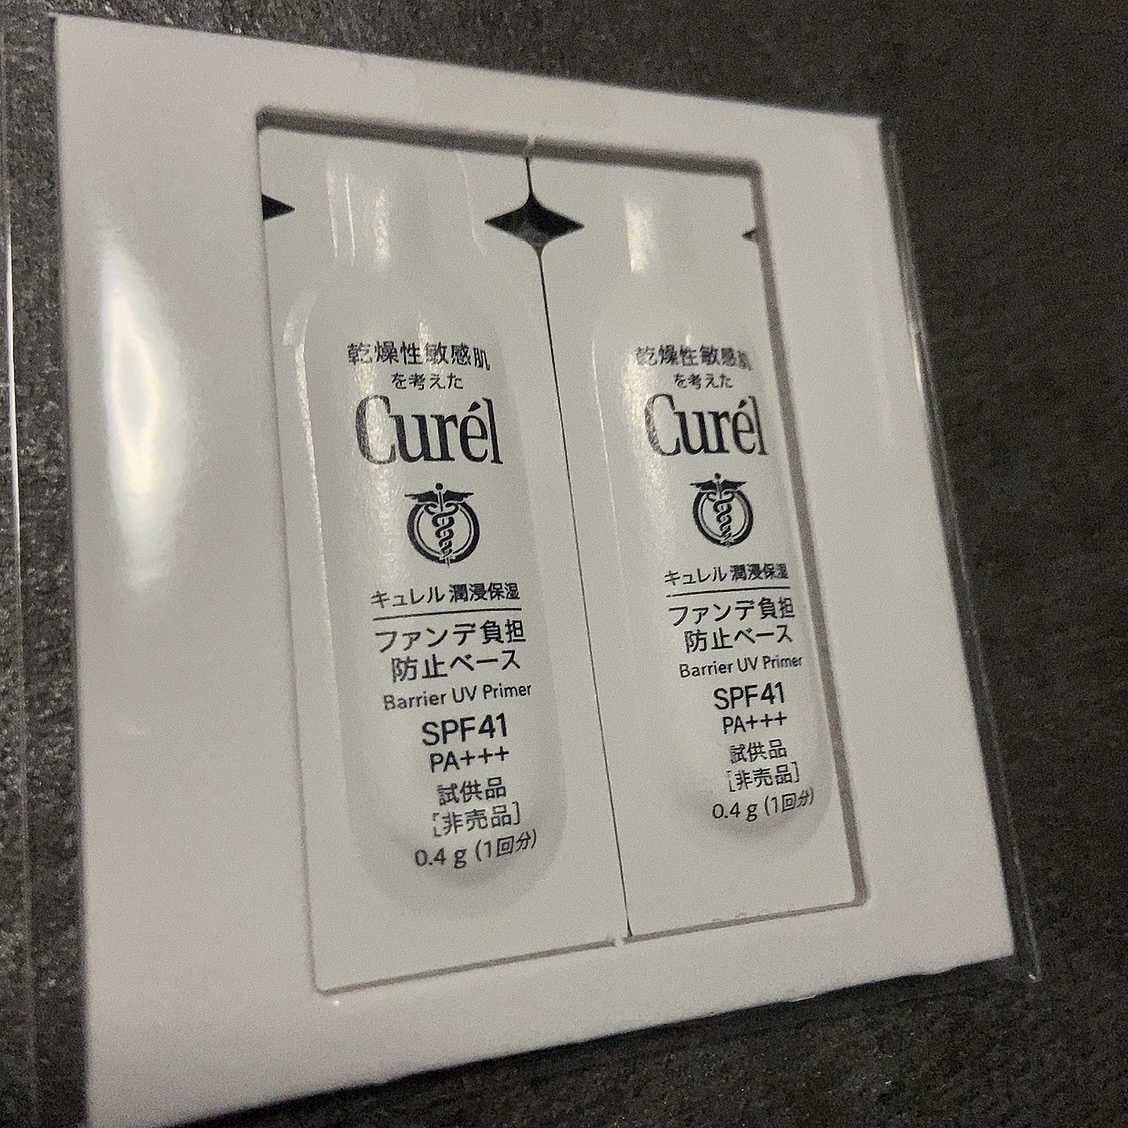 乾燥性敏感肌
を考えた
Curél
キュレル 潤浸保湿
ファンデ負担
防止ベース
Barrier UV Primer
SPF41
PA+++
試供品
[非売品]
0.4 g (1回分)
乾燥性敏感肌
を考えた
Curél
キュレル 潤浸保湿
ファンデ負担
防止ベース
Barrier UV Primer
SPF41
PA+++
試供品
[非売品]
0.4 g (1回分)